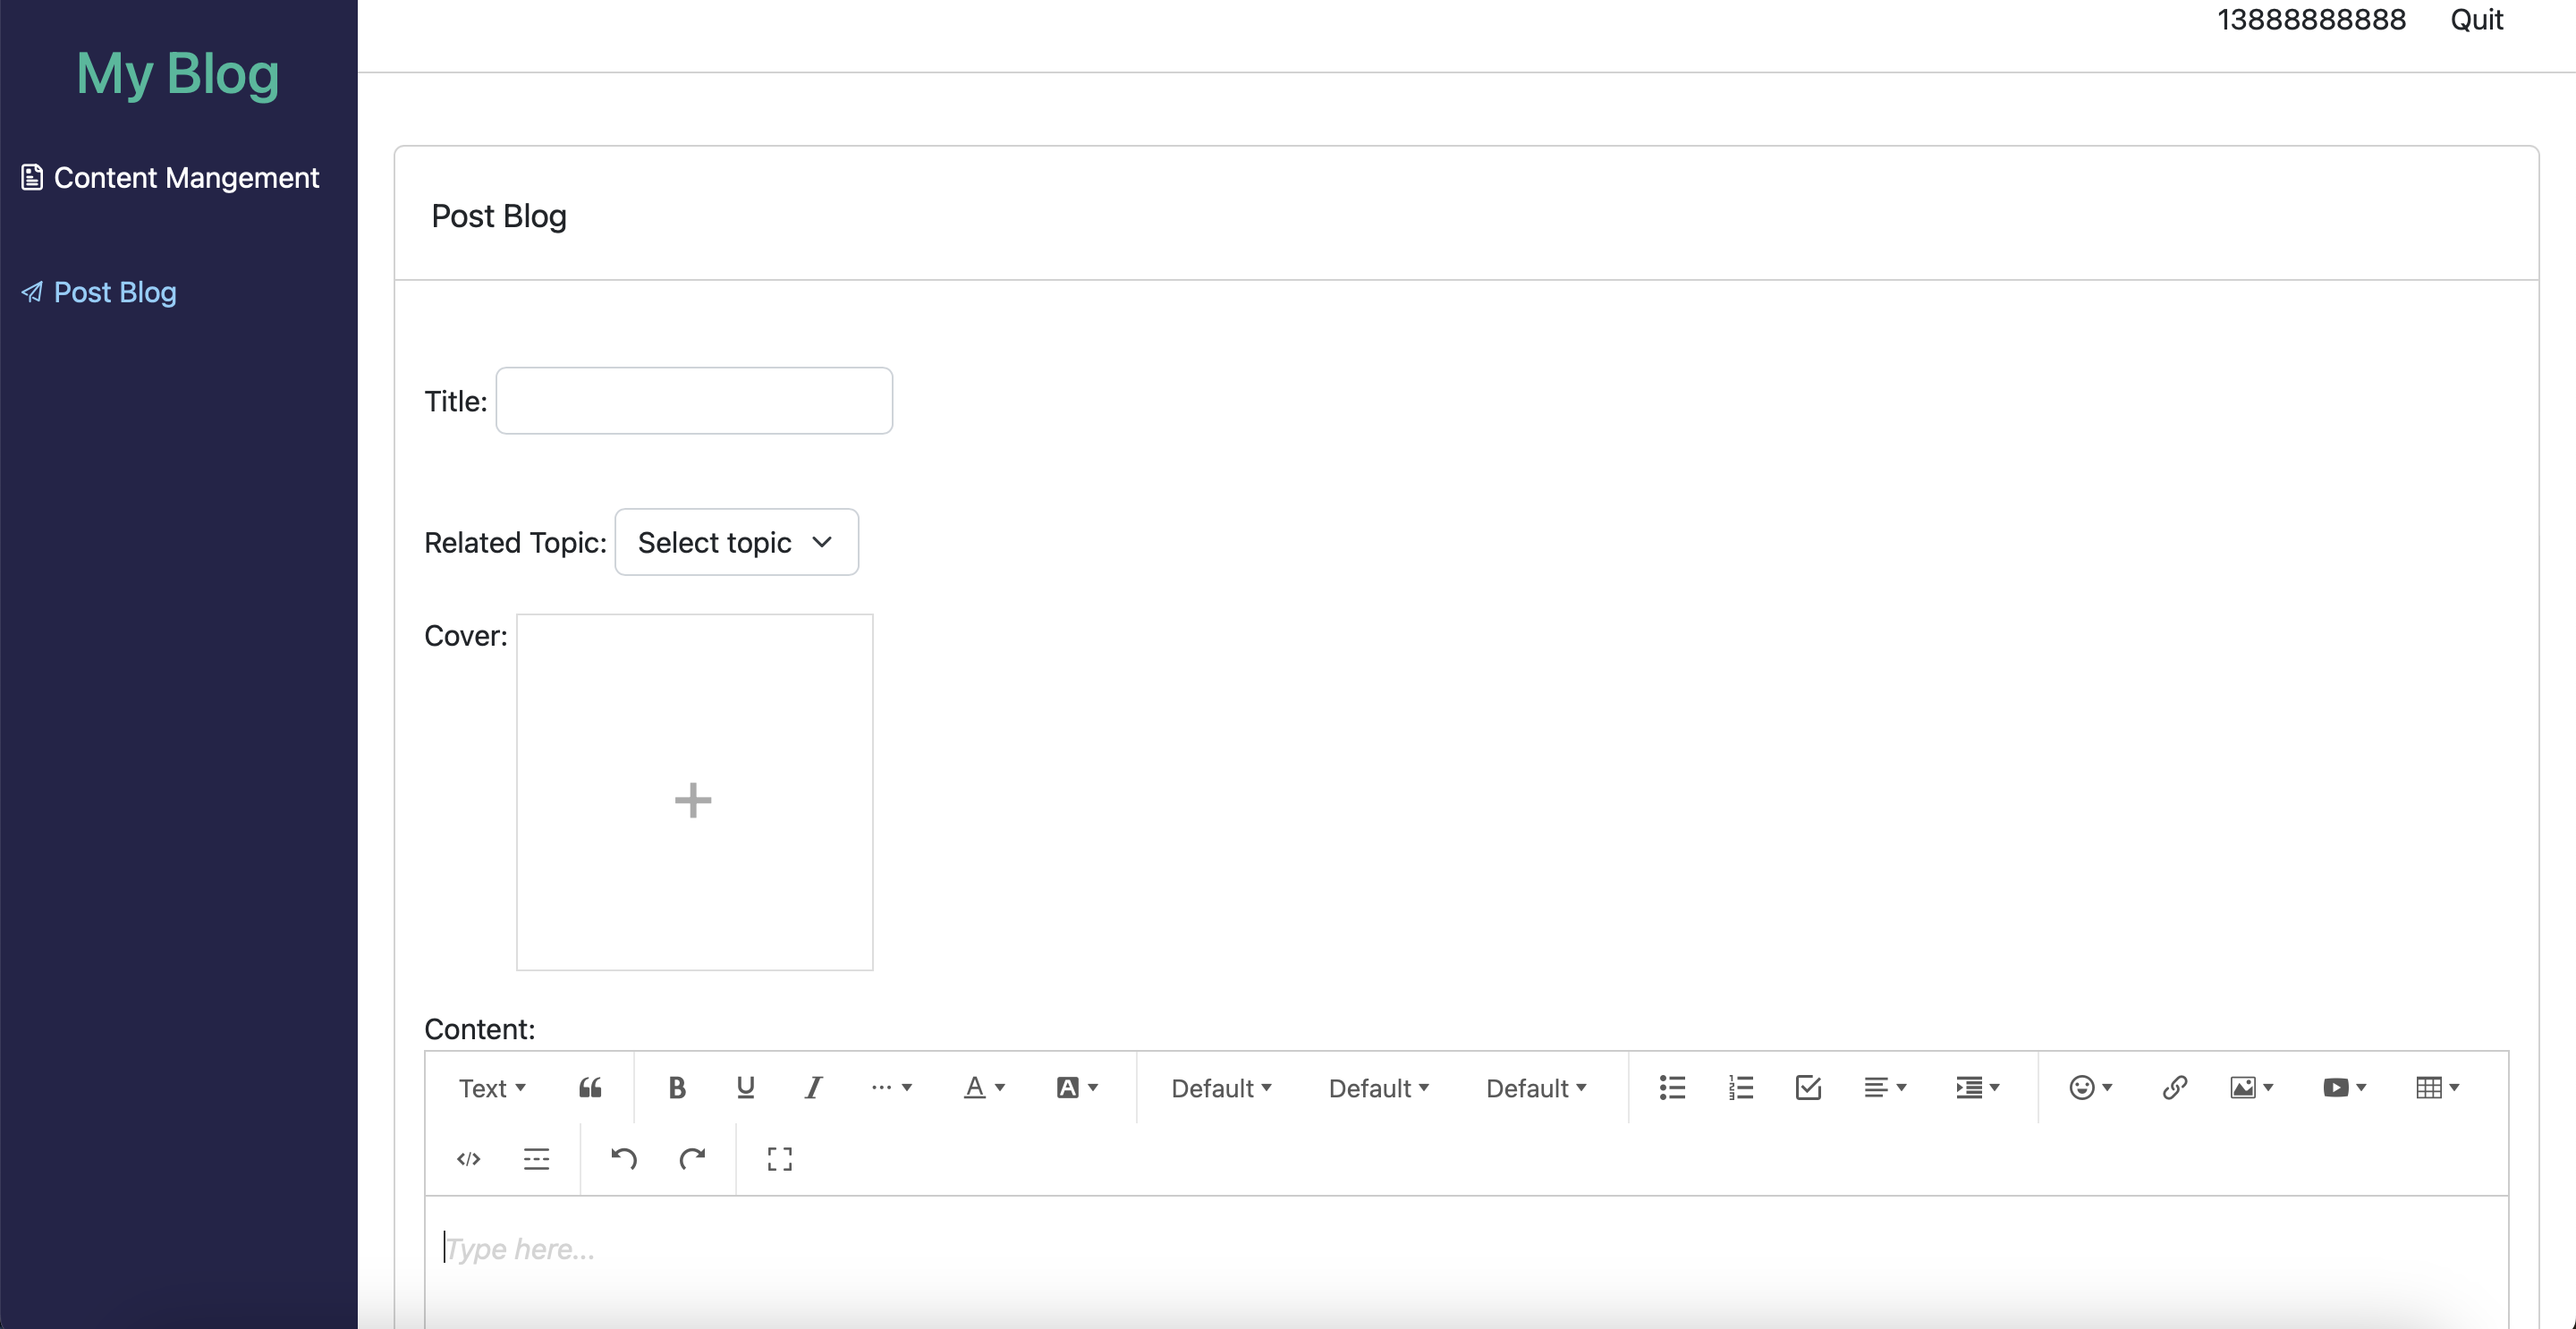 13888888888 Quit
My Blog
Content Mangement
Post Blog
Post Blog
Title:
Related Topic: Select topic
Cover:
Content:
Text Default Default Default
Type here...